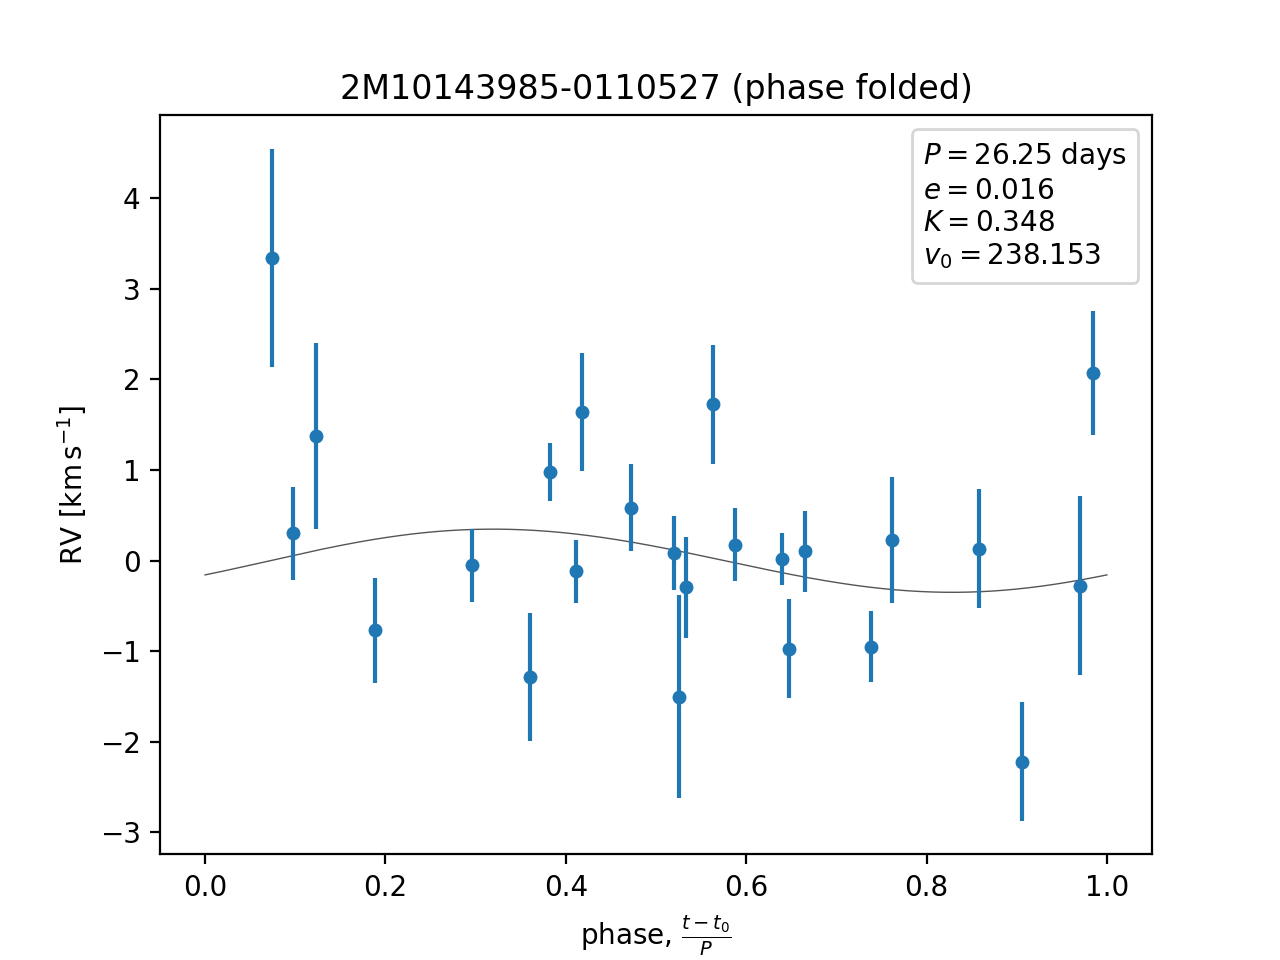 2M10143985-0110527 (phase folded)
P = 26.25 days
e = 0.016
K = 0.348
v₀ = 238.153
4
3
2
1
0
−1
−2
−3
RV [km s⁻¹]
0.0 0.2 0.4 0.6 0.8 1.0
phase, (t − t₀)/P